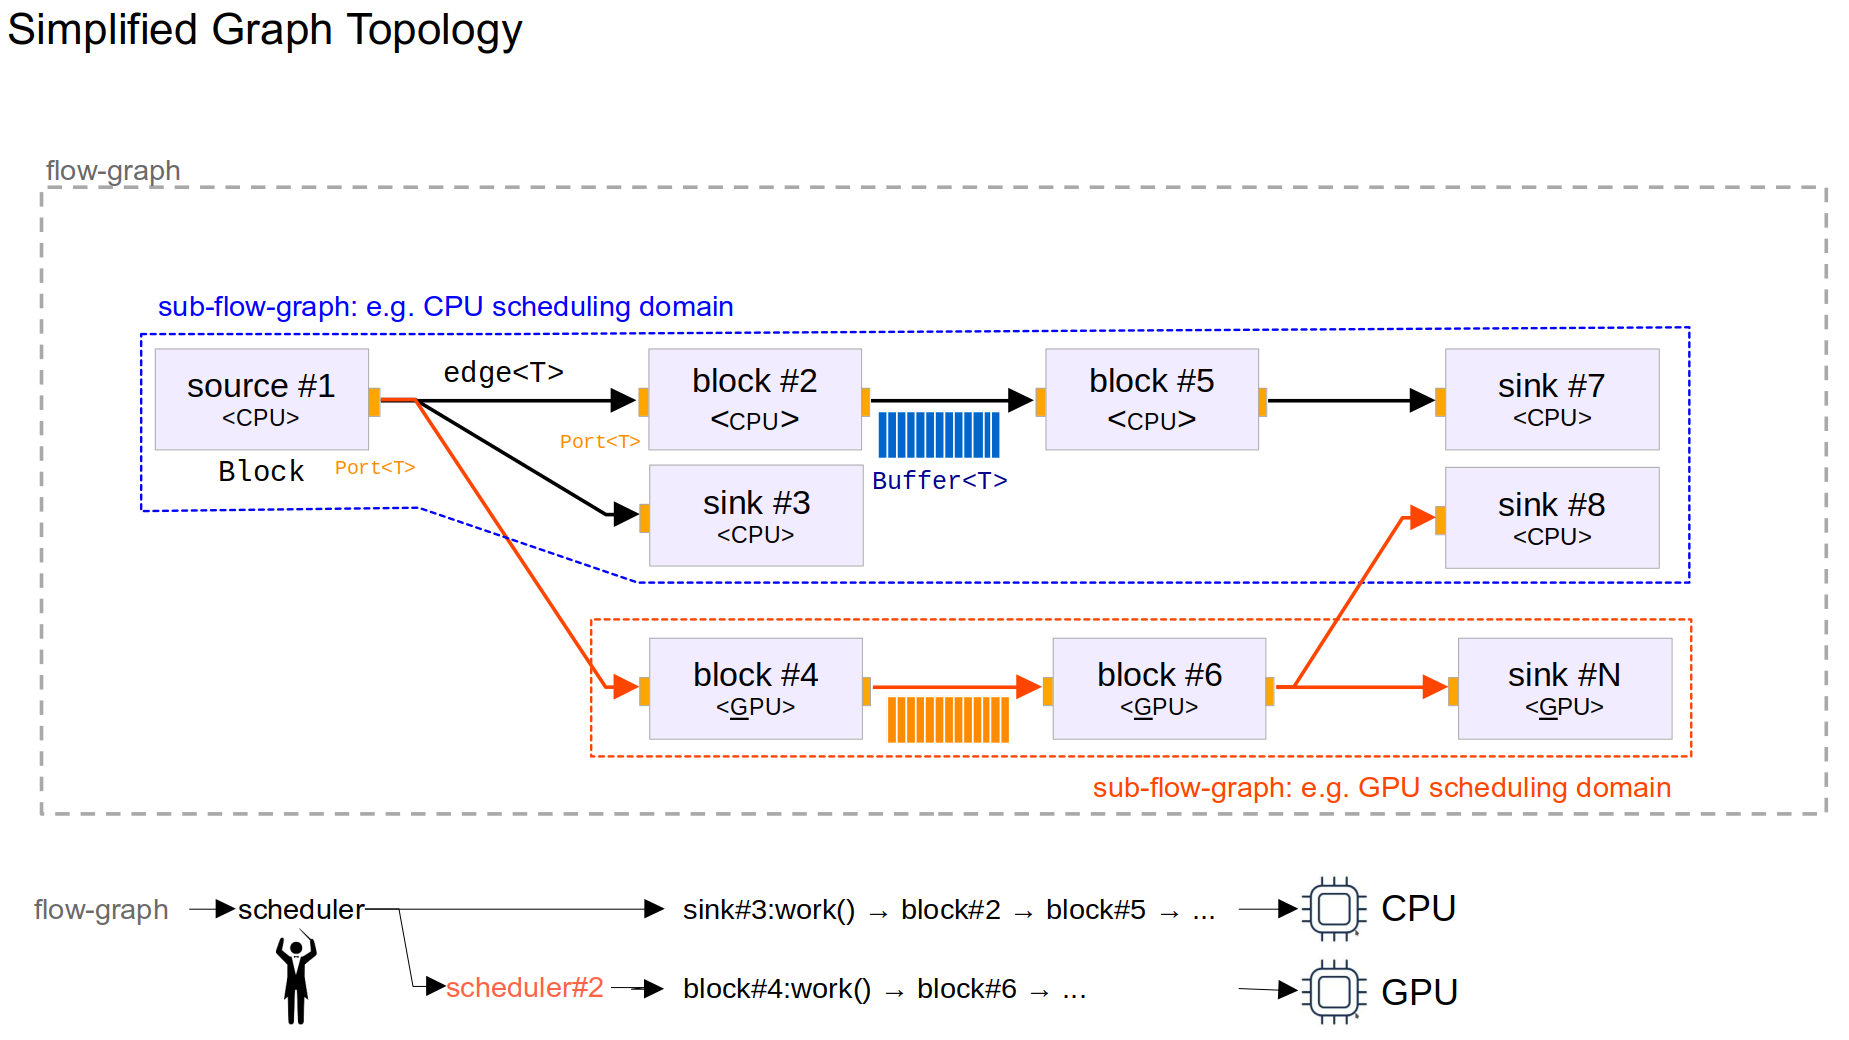 Simplified Graph Topology
flow-graph
sub-flow-graph: e.g. CPU scheduling domain
source #1
<CPU>
Block
Port<T>
edge<T>
Port<T>
block #2
<CPU>
Buffer<T>
block #5
<CPU>
sink #7
<CPU>
sink #3
<CPU>
sink #8
<CPU>
block #4
<GPU>
block #6
<GPU>
sink #N
<GPU>
sub-flow-graph: e.g. GPU scheduling domain
flow-graph
scheduler
sink#3:work() → block#2 → block#5 → ...
CPU
scheduler#2
block#4:work() → block#6 → ...
GPU